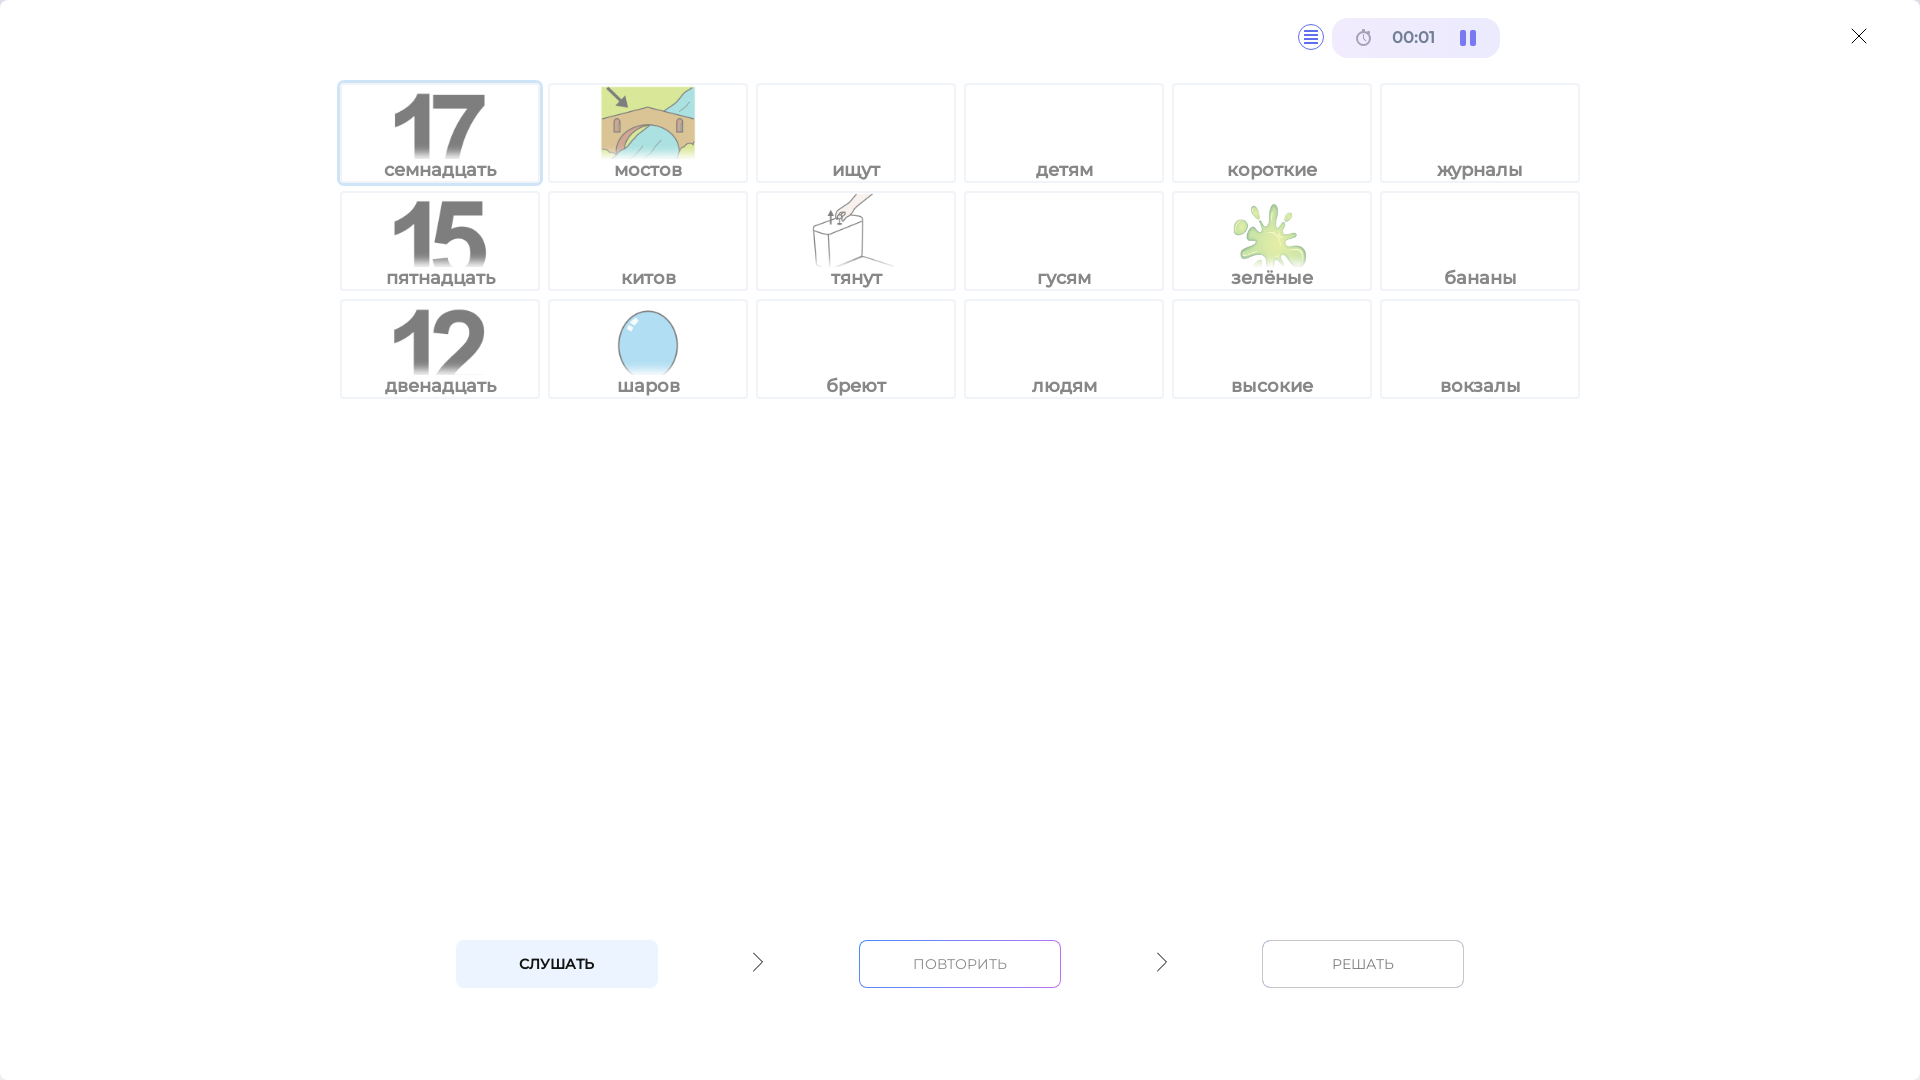 00:01
17
семнадцать
мостов
ищут
детям
короткие
журналы
15
пятнадцать
китов
тянут
гусям
зелёные
бананы
12
двенадцать
шаров
бреют
людям
высокие
вокзалы
СЛУШАТЬ
ПОВТОРИТЬ
РЕШАТЬ